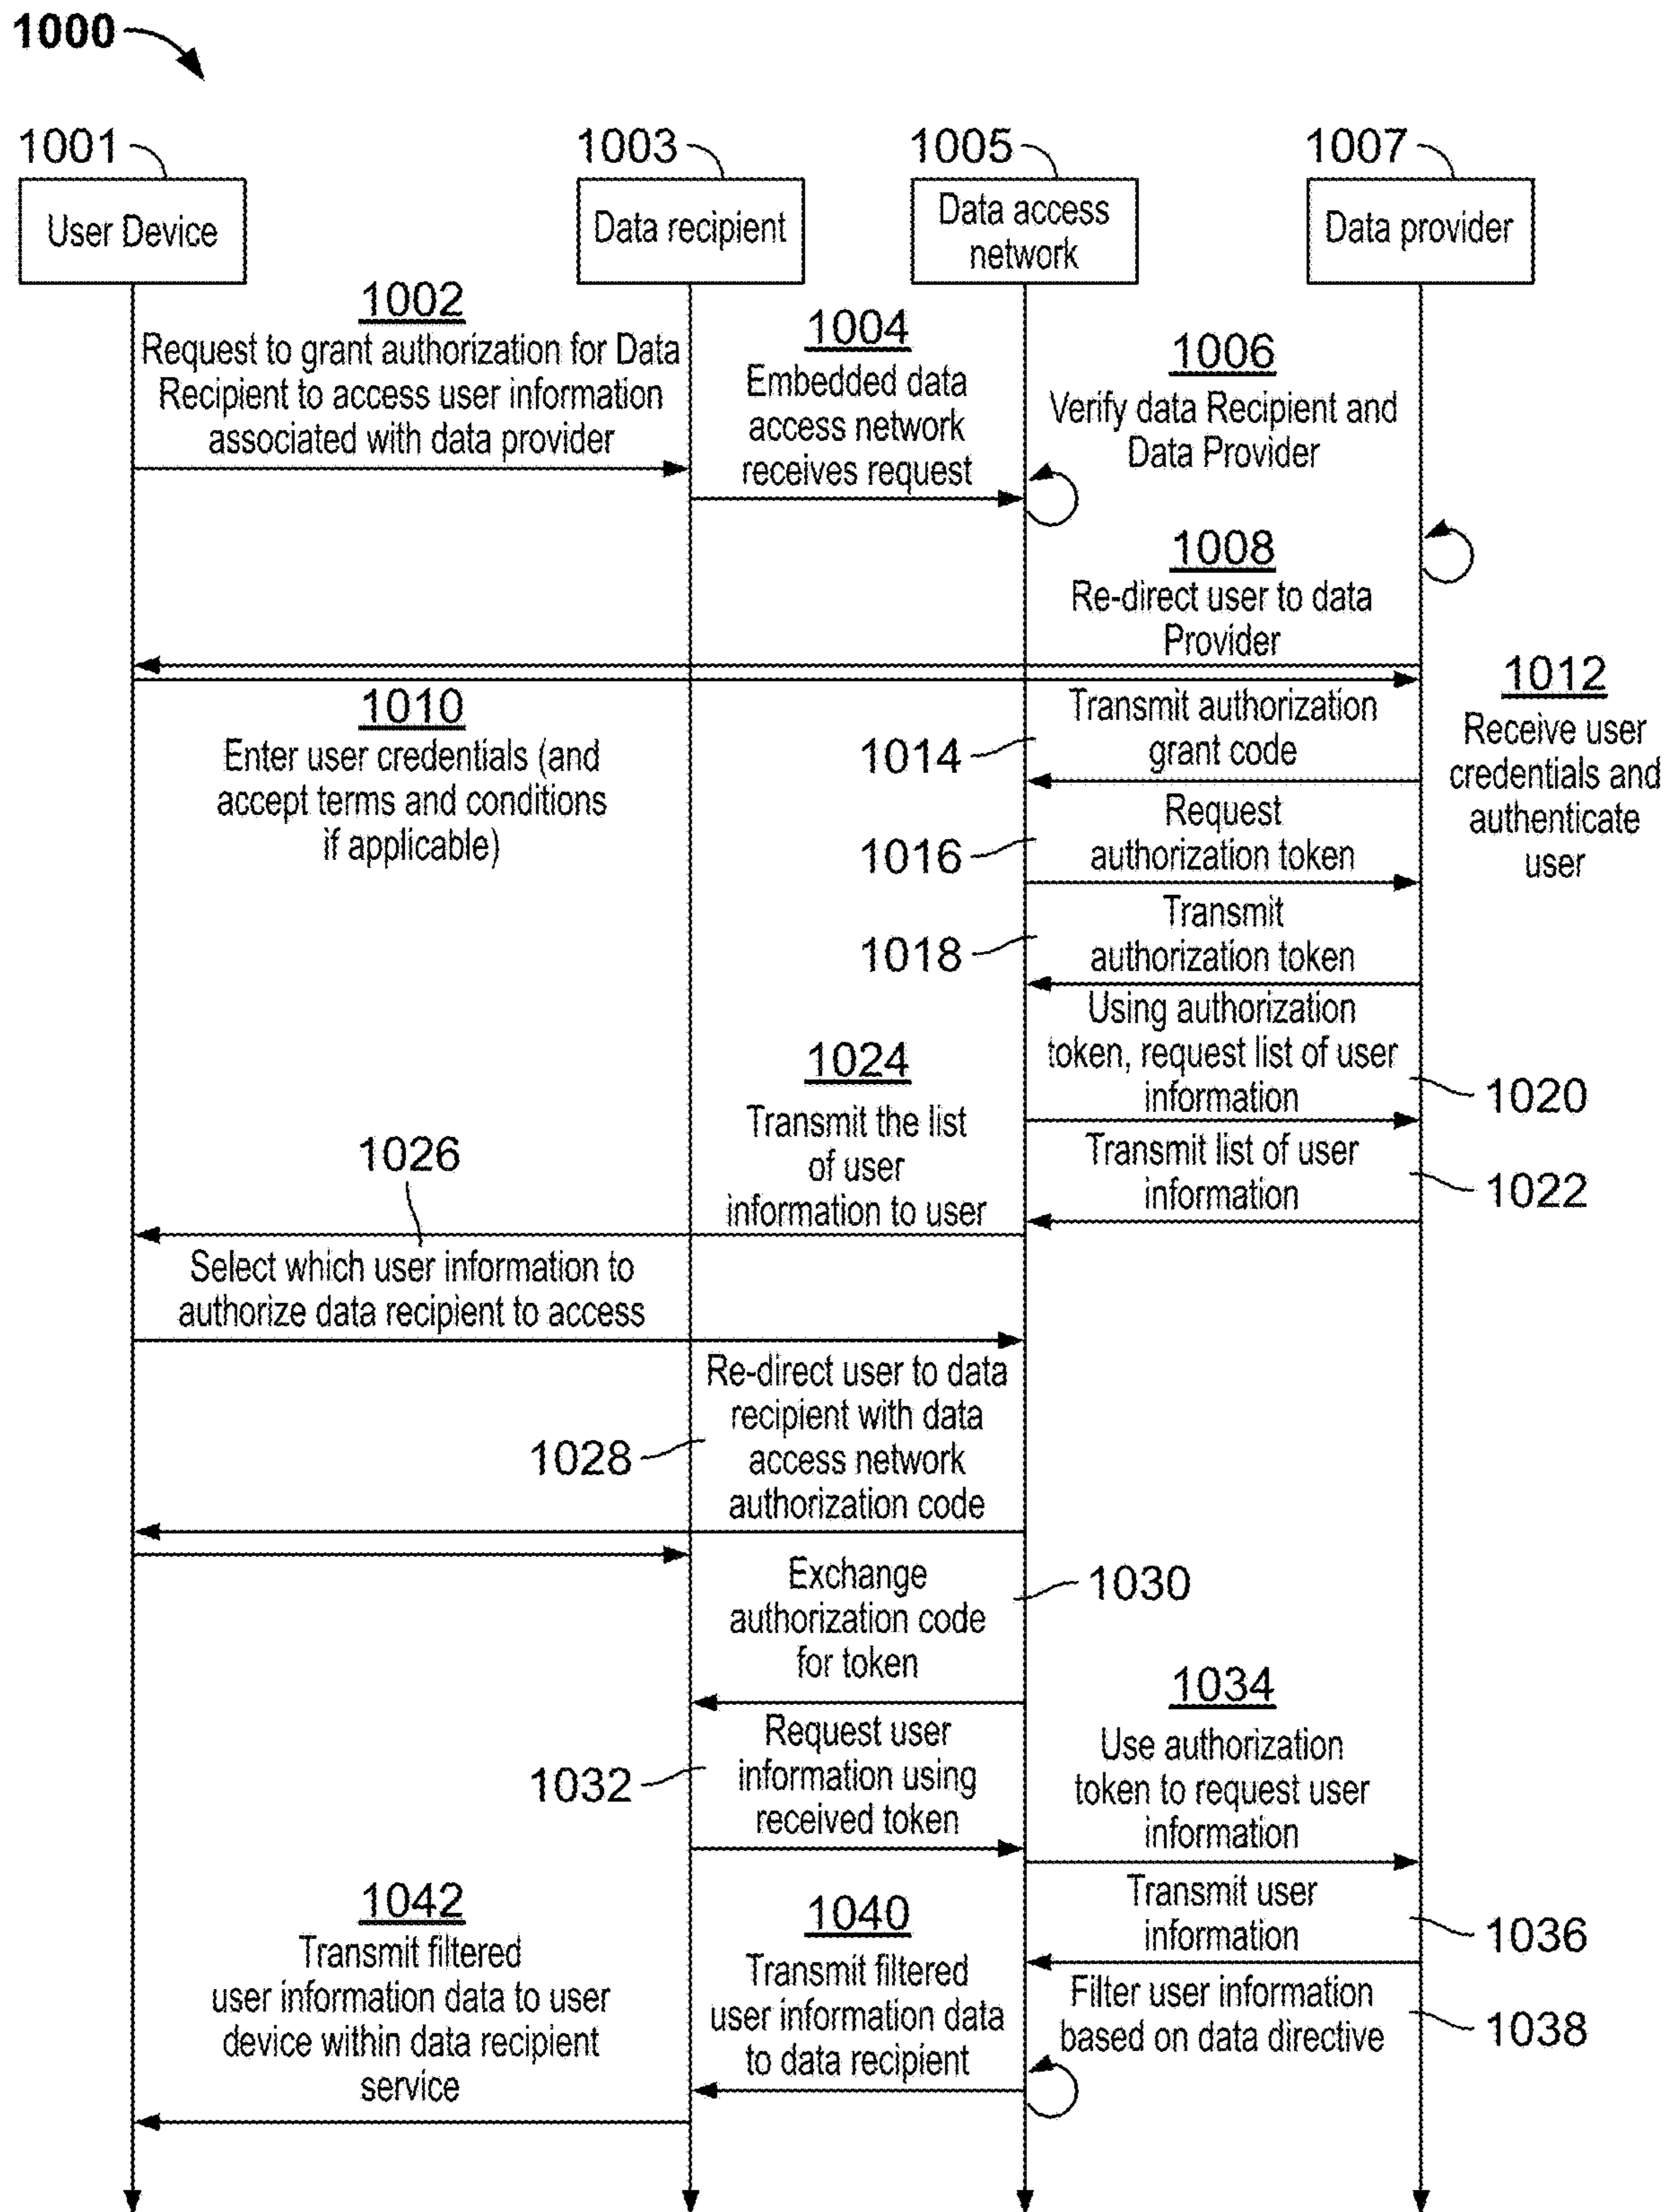 1000
1001
1003
1005
1007
User Device
Data recipient
Data access
network
Data provider
1002
Request to grant authorization for Data
Recipient to access user information
associated with data provider
1004
Embedded data
access network
receives request
1006
Verify data Recipient and
Data Provider
1008
Re-direct user to data
Provider
1010
Enter user credentials (and
accept terms and conditions
if applicable)
1012
Receive user
credentials and
authenticate
user
Transmit authorization
grant code
1014
Request
authorization token
1016
Transmit
authorization token
1018
Using authorization
token, request list of user
information
1020
Transmit list of user
information
1022
1024
Transmit the list
of user
information to user
1026
Select which user information to
authorize data recipient to access
Re-direct user to data
recipient with data
access network
authorization code
1028
Exchange
authorization code
for token
1030
Request user
information using
received token
1032
1034
Use authorization
token to request user
information
Transmit user
information
1036
Filter user information
based on data directive
1038
1040
Transmit filtered
user information data
to data recipient
1042
Transmit filtered
user information data to user
device within data recipient
service